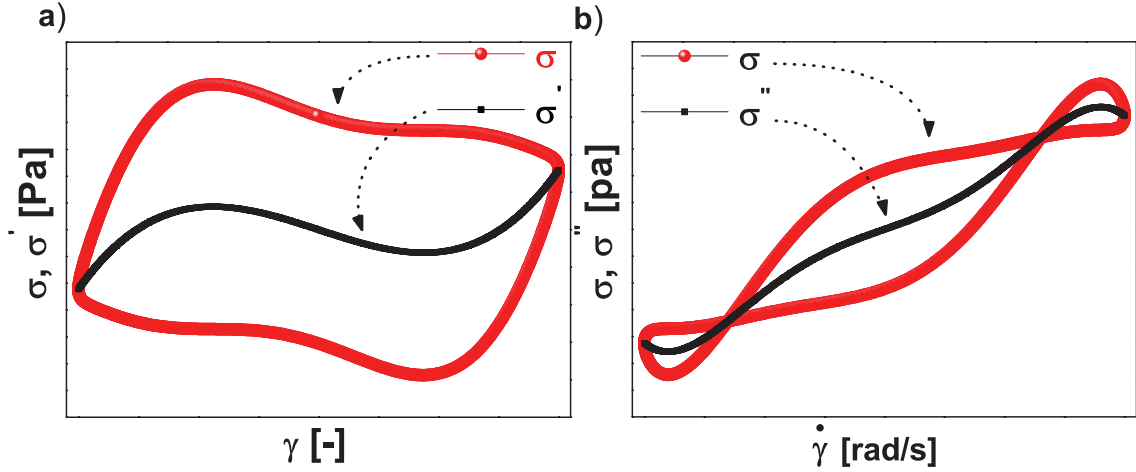 a)
σ
σ'
σ, σ' [Pa]
γ [-]
b)
σ
σ''
σ, σ'' [pa]
γ̇ [rad/s]